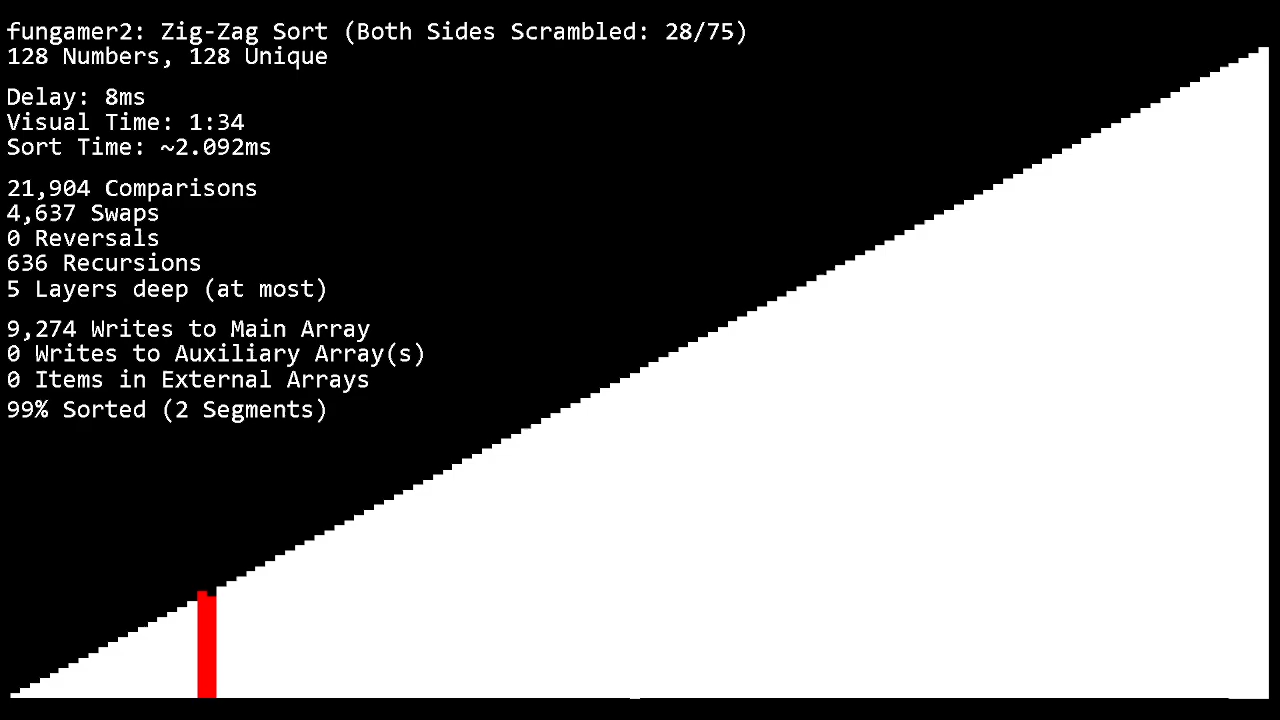 fungamer2: Zig-Zag Sort (Both Sides Scrambled: 28/75)
128 Numbers, 128 Unique
Delay: 8ms
Visual Time: 1:34
Sort Time: ~2.092ms
21,904 Comparisons
4,637 Swaps
0 Reversals
636 Recursions
5 Layers deep (at most)
9,274 Writes to Main Array
0 Writes to Auxiliary Array(s)
0 Items in External Arrays
99% Sorted (2 Segments)